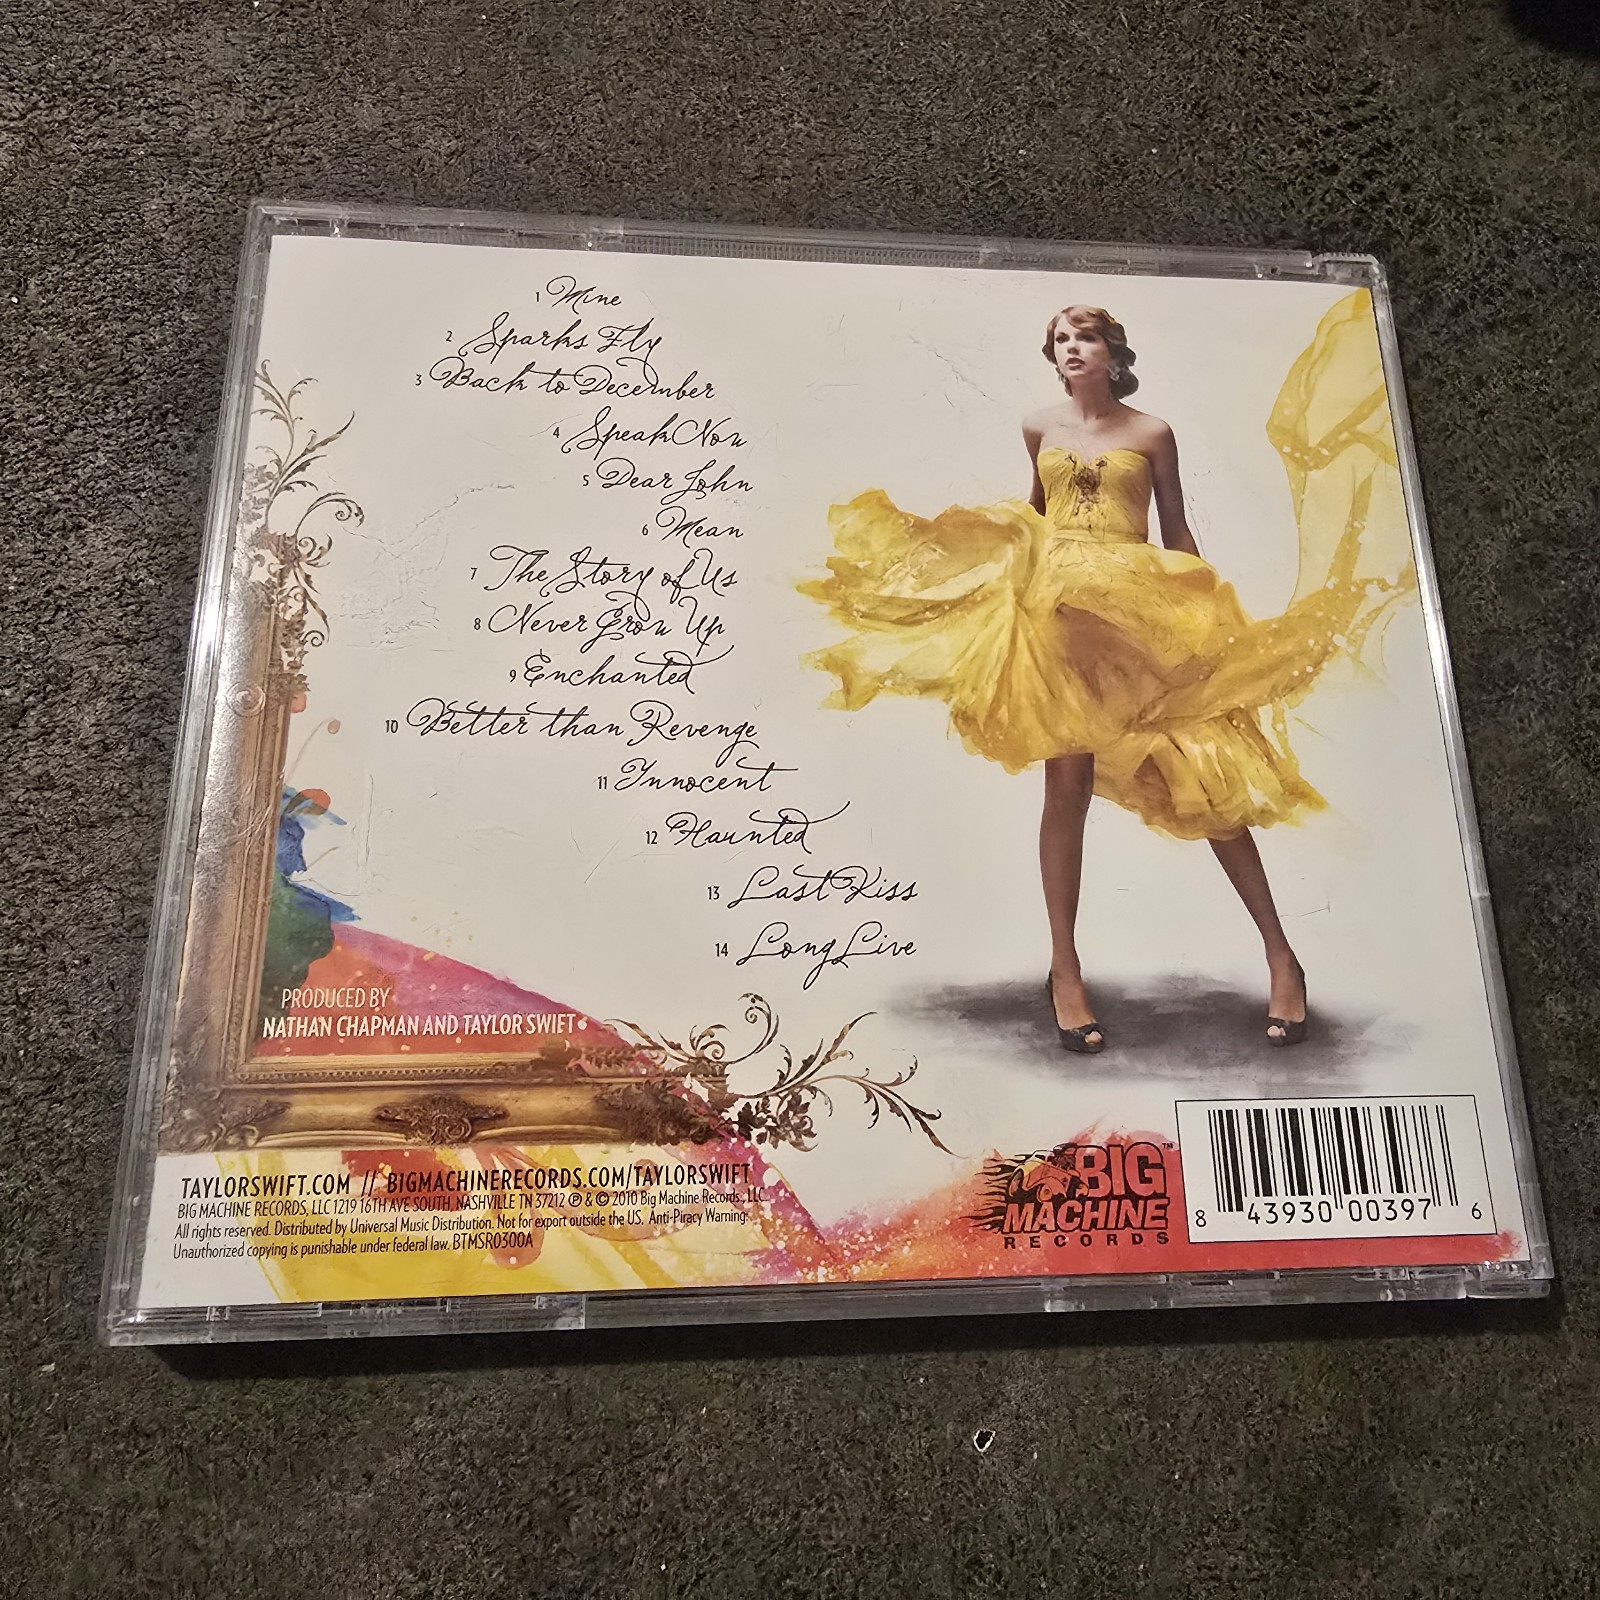 1 Mine
2 Sparks Fly
3 Back to December
4 Speak Now
5 Dear John
6 Mean
7 The Story of Us
8 Never Grow Up
9 Enchanted
10 Better than Revenge
11 Innocent
12 Haunted
13 Last Kiss
14 Long Live
PRODUCED BY
NATHAN CHAPMAN AND TAYLOR SWIFT
TAYLORSWIFT.COM // BIGMACHINERECORDS.COM/TAYLORSWIFT
BIG MACHINE RECORDS, LLC 1219 16TH AVE SOUTH, NASHVILLE TN 37212 ℗ & © 2010 Big Machine Records, LLC.
All rights reserved. Distributed by Universal Music Distribution. Not for export outside the US. Anti-Piracy Warning:
Unauthorized copying is punishable under federal law. BTMSR0300A
BIG™
MACHINE
RECORDS
8 43930 00397 6